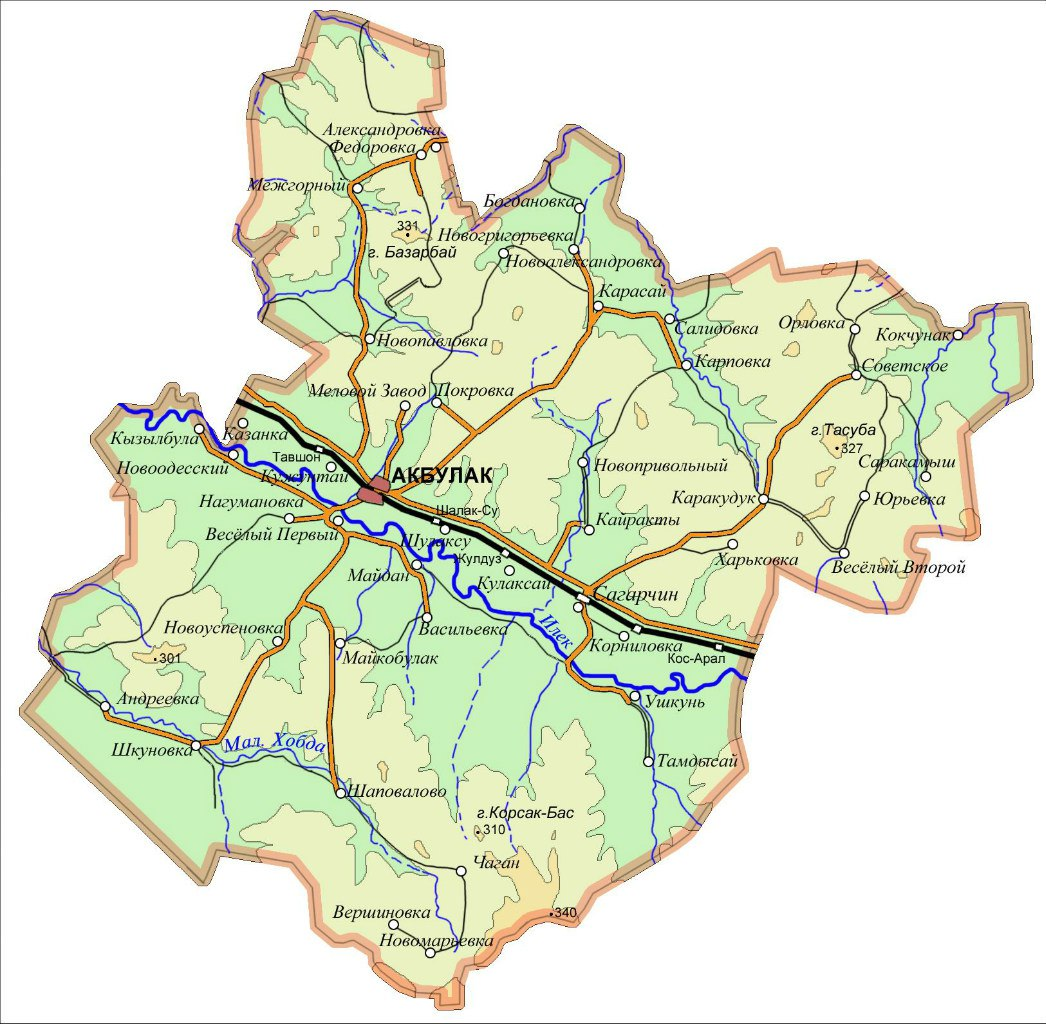 Александровка
Федоровка
Межгорный
Богдановка
331
г. Базарбай
Новогригорьевка
Новоалександровка
Карасай
Салидовка
Орловка
Кокчунак
Новопавловка
Карповка
Советское
Меловой Завод
Покровка
Кызылбула
Казанка
г.Тасуба
327
Тавшон
Новоодесский
Кужунтай
АКБУЛАК
Новопривольный
Саракамыш
Нагумановка
Шалак-Су
Каракудук
Юрьевка
Весёлый Первый
Шулаксу
Кайракты
Кулдуз
Харьковка
Весёлый Второй
Майдан
Кулаксай
Сагарчин
Новоуспеновка
Васильевка
Илек
Корниловка
Кос-Арал
301
Майкобулак
Андреевка
Ушкунь
Шкуновка
Мал. Хобда
Тамдысай
Шаповалово
г.Корсак-Бас
310
Чаган
Вершиновка
340
Новомарьевка